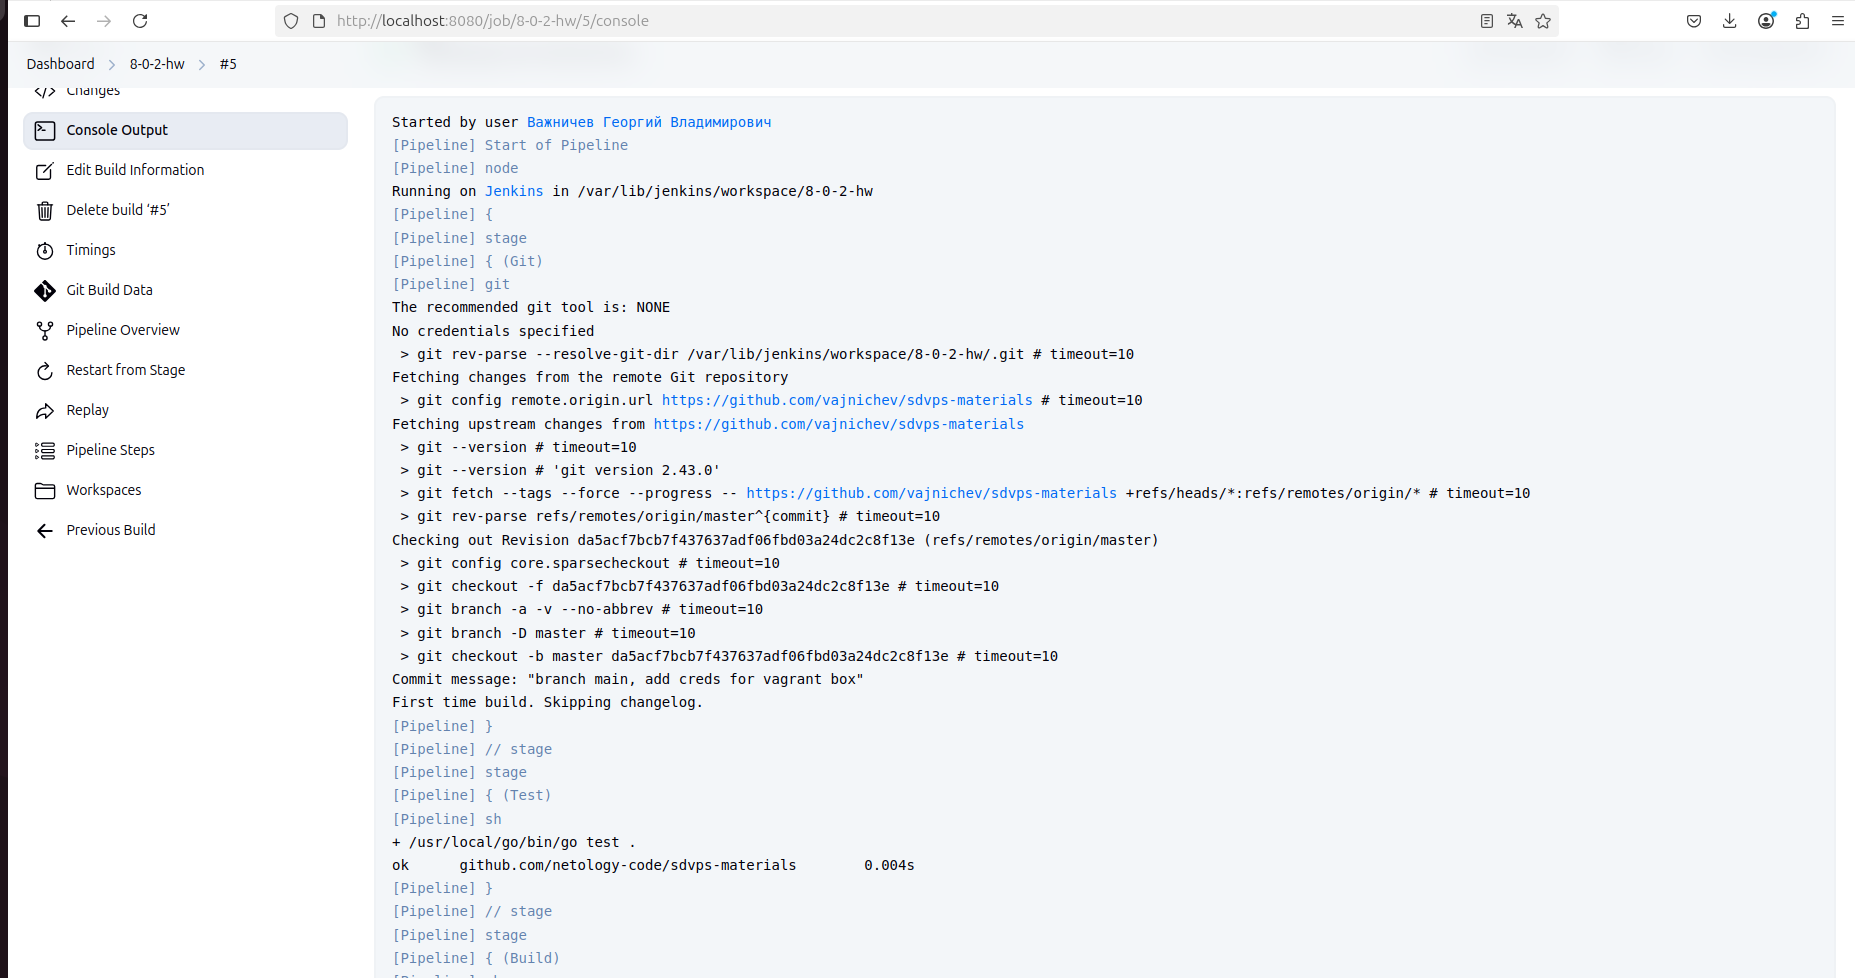 http://localhost:8080/job/8-0-2-hw/5/console
Dashboard 8-0-2-hw #5
Changes
Console Output
Edit Build Information
Delete build ‘#5’
Timings
Git Build Data
Pipeline Overview
Restart from Stage
Replay
Pipeline Steps
Workspaces
Previous Build
Started by user Важничев Георгий Владимирович
[Pipeline] Start of Pipeline
[Pipeline] node
Running on Jenkins in /var/lib/jenkins/workspace/8-0-2-hw
[Pipeline] {
[Pipeline] stage
[Pipeline] { (Git)
[Pipeline] git
The recommended git tool is: NONE
No credentials specified
 > git rev-parse --resolve-git-dir /var/lib/jenkins/workspace/8-0-2-hw/.git # timeout=10
Fetching changes from the remote Git repository
 > git config remote.origin.url https://github.com/vajnichev/sdvps-materials # timeout=10
Fetching upstream changes from https://github.com/vajnichev/sdvps-materials
 > git --version # timeout=10
 > git --version # 'git version 2.43.0'
 > git fetch --tags --force --progress -- https://github.com/vajnichev/sdvps-materials +refs/heads/*:refs/remotes/origin/* # timeout=10
 > git rev-parse refs/remotes/origin/master^{commit} # timeout=10
Checking out Revision da5acf7bcb7f437637adf06fbd03a24dc2c8f13e (refs/remotes/origin/master)
 > git config core.sparsecheckout # timeout=10
 > git checkout -f da5acf7bcb7f437637adf06fbd03a24dc2c8f13e # timeout=10
 > git branch -a -v --no-abbrev # timeout=10
 > git branch -D master # timeout=10
 > git checkout -b master da5acf7bcb7f437637adf06fbd03a24dc2c8f13e # timeout=10
Commit message: "branch main, add creds for vagrant box"
First time build. Skipping changelog.
[Pipeline] }
[Pipeline] // stage
[Pipeline] stage
[Pipeline] { (Test)
[Pipeline] sh
+ /usr/local/go/bin/go test .
ok      github.com/netology-code/sdvps-materials        0.004s
[Pipeline] }
[Pipeline] // stage
[Pipeline] stage
[Pipeline] { (Build)